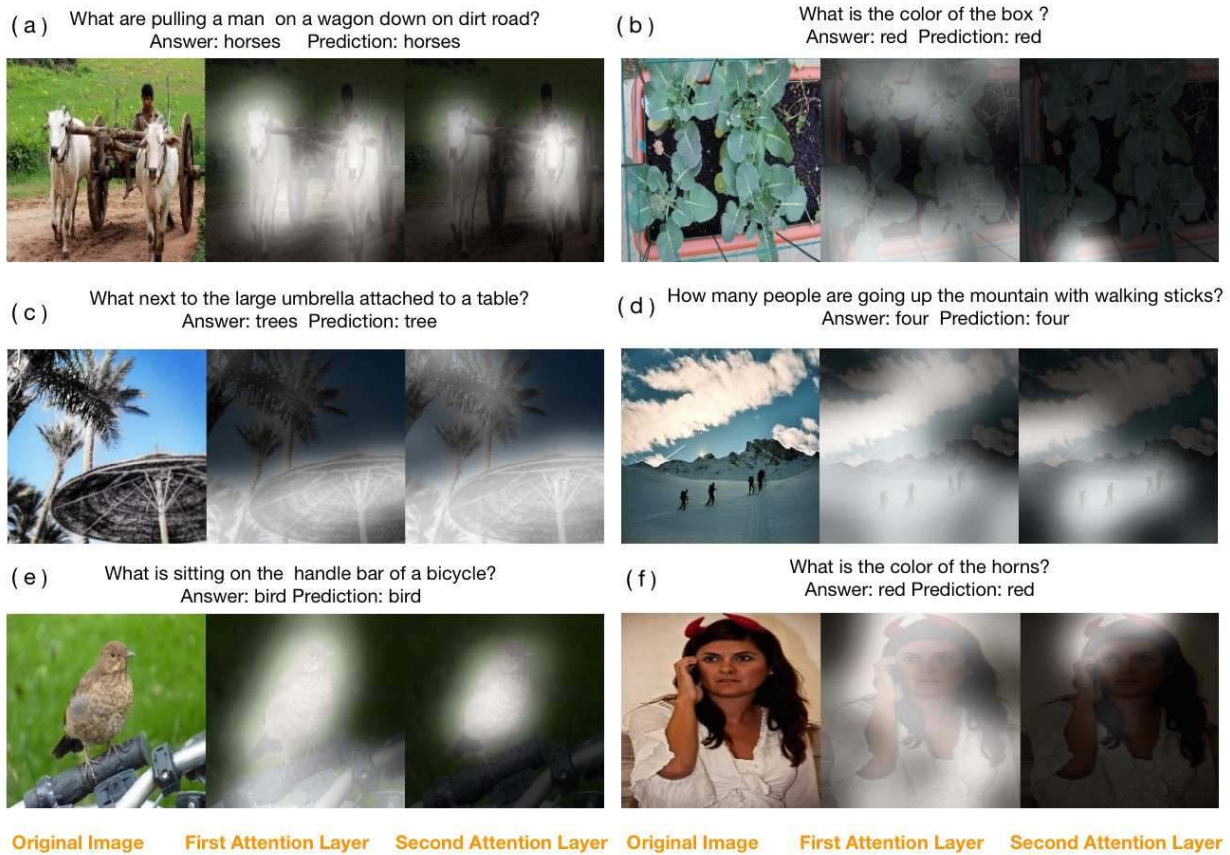 (a) What are pulling a man on a wagon down on dirt road?
Answer: horses Prediction: horses
(b) What is the color of the box ?
Answer: red Prediction: red
(c) What next to the large umbrella attached to a table?
Answer: trees Prediction: tree
(d) How many people are going up the mountain with walking sticks?
Answer: four Prediction: four
(e) What is sitting on the handle bar of a bicycle?
Answer: bird Prediction: bird
(f) What is the color of the horns?
Answer: red Prediction: red
Original Image First Attention Layer Second Attention Layer Original Image First Attention Layer Second Attention Layer